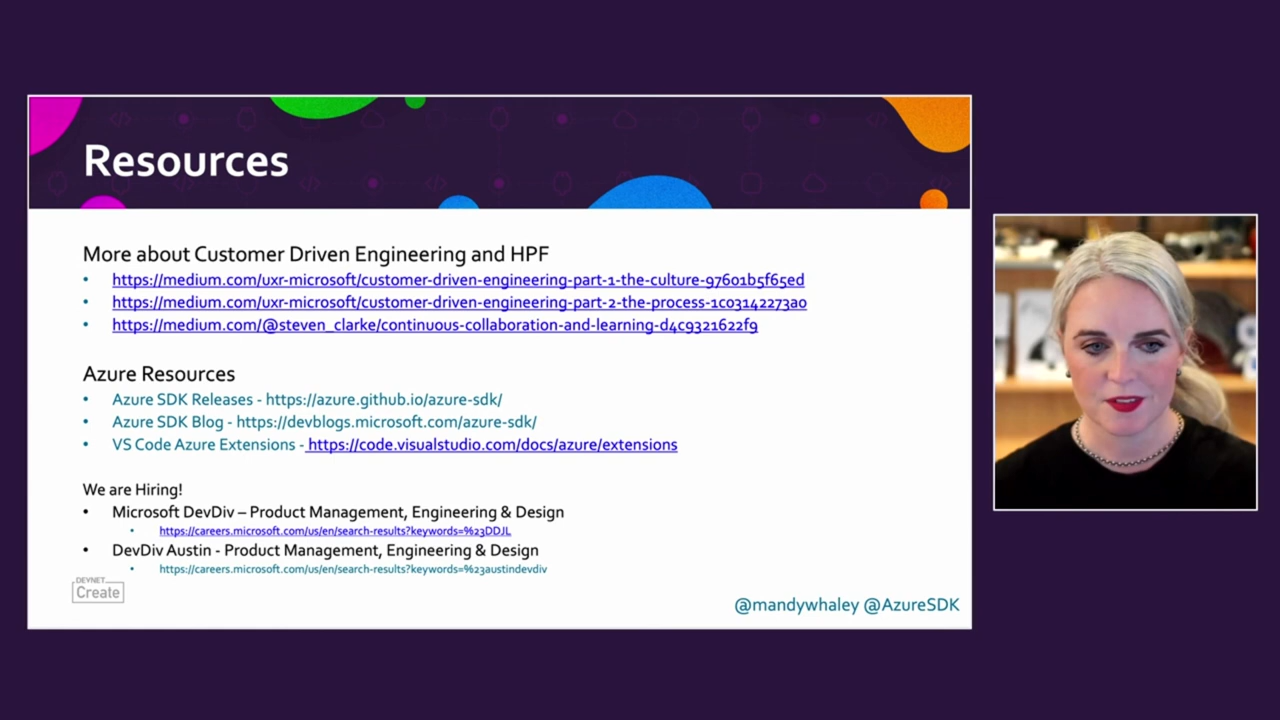 Resources
More about Customer Driven Engineering and HPF
• https://medium.com/uxr-microsoft/customer-driven-engineering-part-1-the-culture-97601b5f65ed
• https://medium.com/uxr-microsoft/customer-driven-engineering-part-2-the-process-1c03142273a0
• https://medium.com/@steven_clarke/continuous-collaboration-and-learning-d4c9321622f9
Azure Resources
• Azure SDK Releases - https://azure.github.io/azure-sdk/
• Azure SDK Blog - https://devblogs.microsoft.com/azure-sdk/
• VS Code Azure Extensions - https://code.visualstudio.com/docs/azure/extensions
We are Hiring!
• Microsoft DevDiv – Product Management, Engineering & Design
• https://careers.microsoft.com/us/en/search-results?keywords=%23DDJL
• DevDiv Austin - Product Management, Engineering & Design
• https://careers.microsoft.com/us/en/search-results?keywords=%23austindevdiv
DEVNET
Create
@mandywhaley @AzureSDK